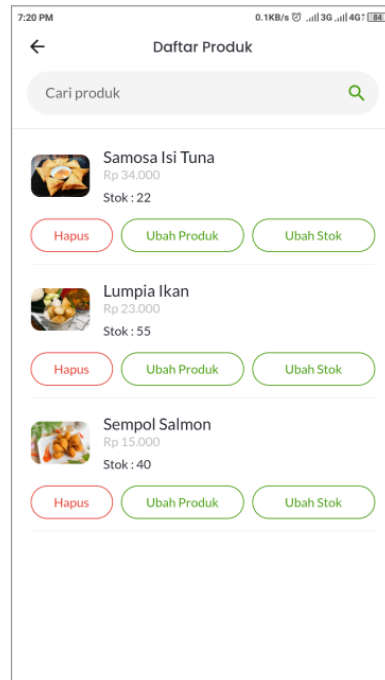 7:20 PM 0.1KB/s 3G 4G 84
Daftar Produk
Cari produk
Samosa Isi Tuna
Rp 34.000
Stok : 22
Hapus Ubah Produk Ubah Stok
Lumpia Ikan
Rp 23.000
Stok : 55
Hapus Ubah Produk Ubah Stok
Sempol Salmon
Rp 15.000
Stok : 40
Hapus Ubah Produk Ubah Stok